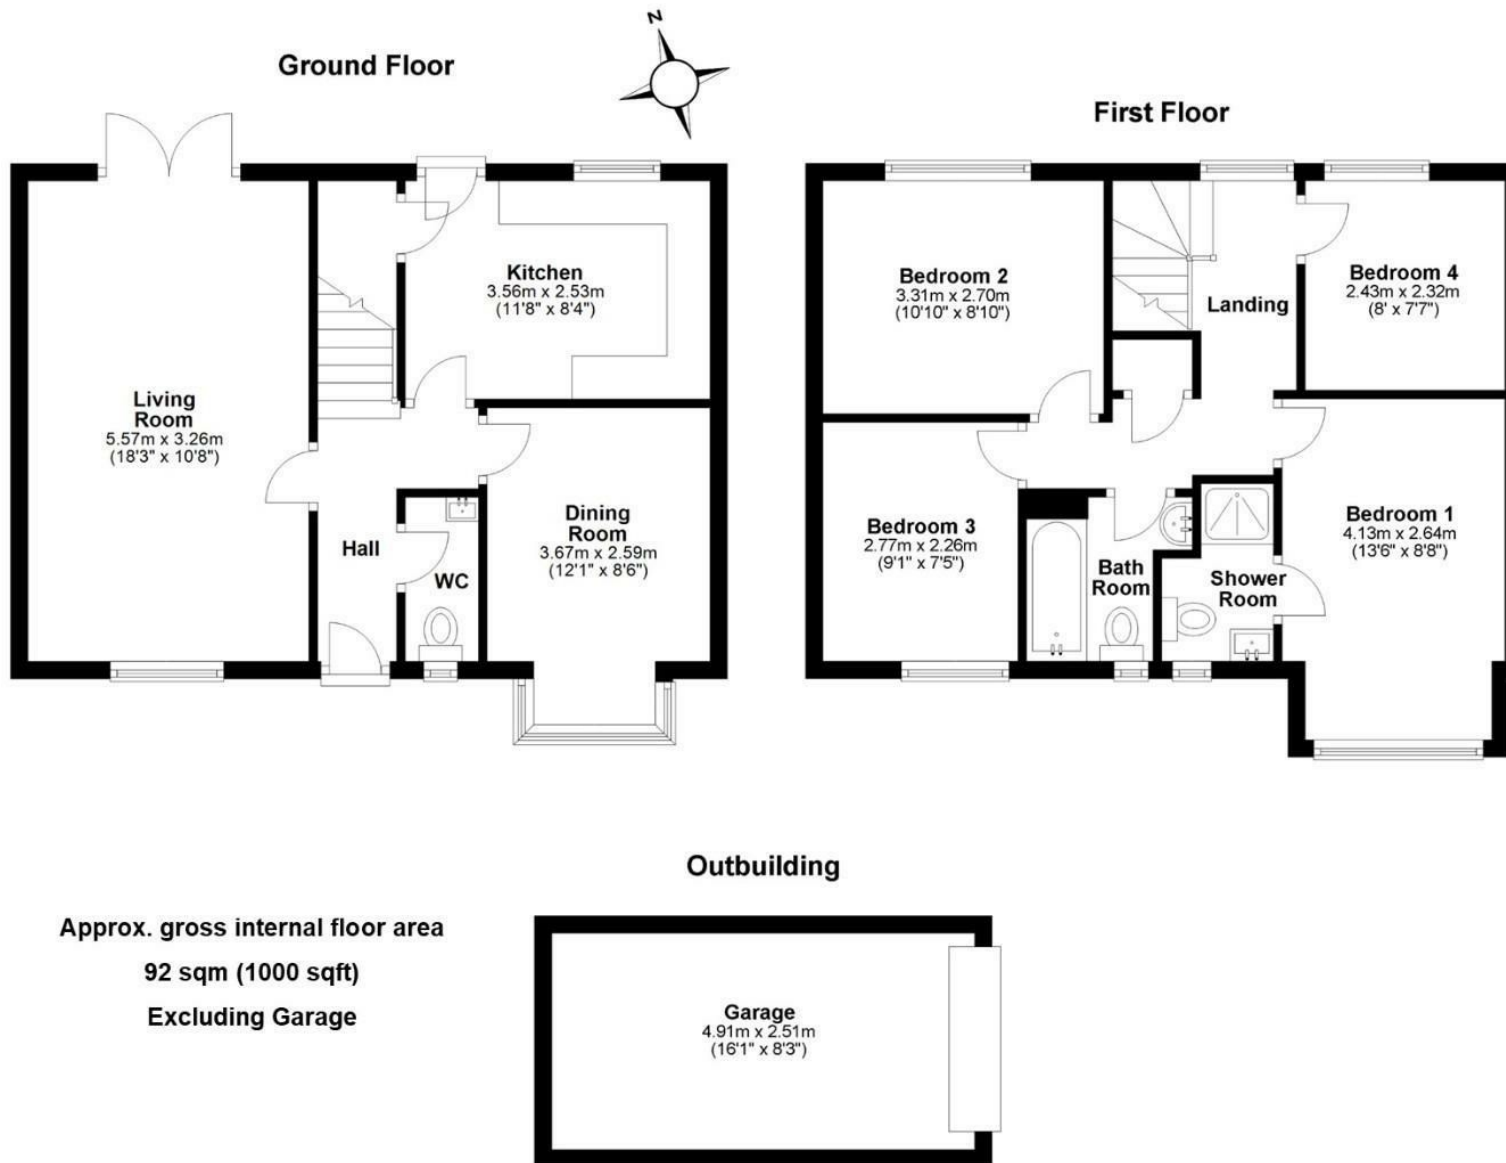 Ground Floor
N
First Floor
Living
Room
5.57m x 3.26m
(18'3" x 10'8")
Kitchen
3.56m x 2.53m
(11'8" x 8'4")
Hall
WC
Dining
Room
3.67m x 2.59m
(12'1" x 8'6")
Bedroom 2
3.31m x 2.70m
(10'10" x 8'10")
Landing
Bedroom 4
2.43m x 2.32m
(8' x 7'7")
Bedroom 3
2.77m x 2.26m
(9'1" x 7'5")
Bath
Room
Shower
Room
Bedroom 1
4.13m x 2.64m
(13'6" x 8'8")
Outbuilding
Approx. gross internal floor area
92 sqm (1000 sqft)
Excluding Garage
Garage
4.91m x 2.51m
(16'1" x 8'3")